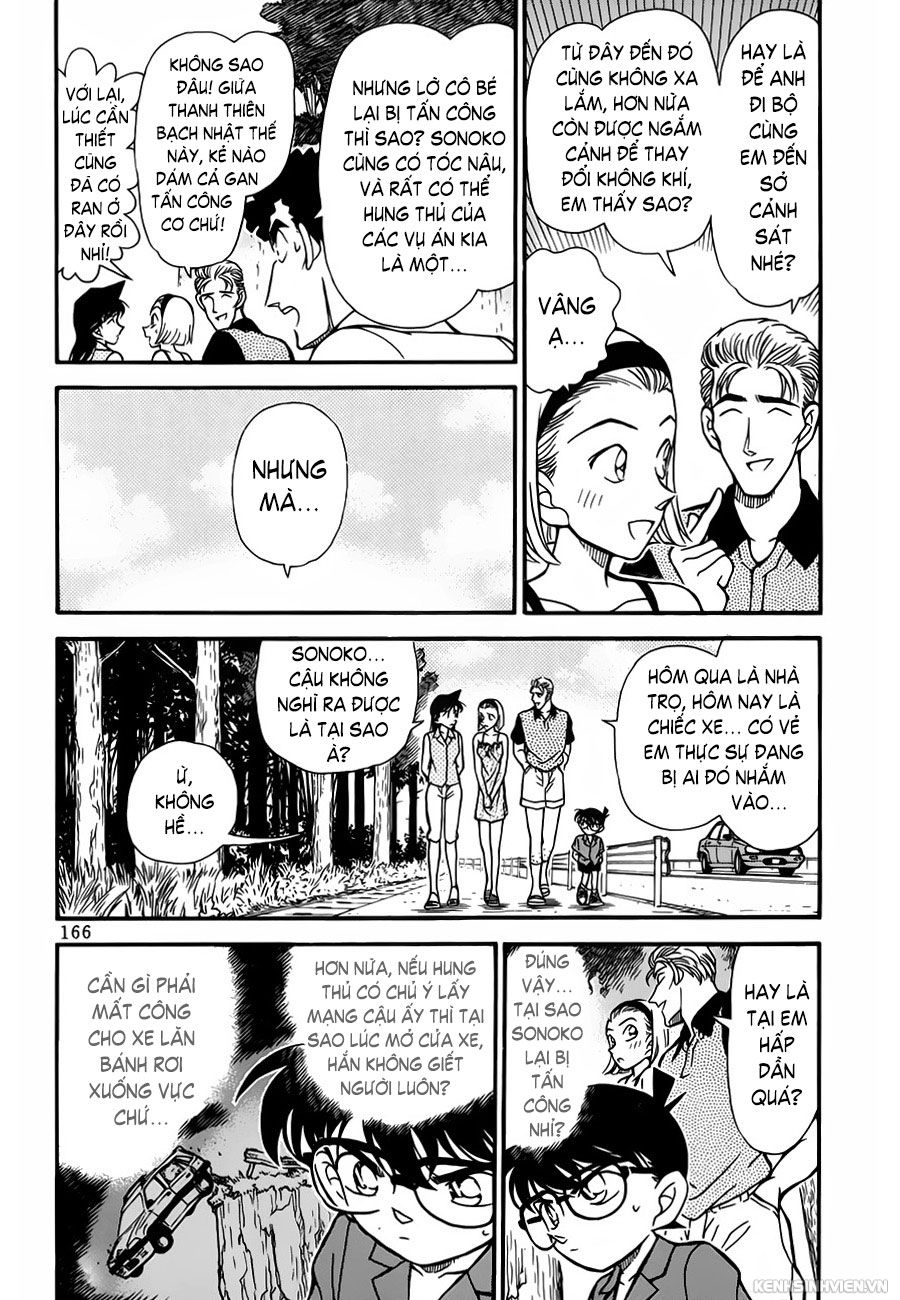 HAY LÀ
ĐỂ ANH
ĐI BỘ
CÙNG
EM ĐẾN
SỞ
CẢNH
SÁT
NHÉ?
TỪ ĐÂY ĐẾN ĐÓ
CŨNG KHÔNG XA
LẮM, HƠN NỮA
CÒN ĐƯỢC NGẮM
CẢNH ĐỂ THAY
ĐỔI KHÔNG KHÍ,
EM THẤY SAO?
VÂNG
Ạ...
NHƯNG LỠ CÔ BÉ
LẠI BỊ TẤN CÔNG
THÌ SAO? SONOKO
CŨNG CÓ TÓC NÂU,
VÀ RẤT CÓ THỂ
HUNG THỦ CỦA
CÁC VỤ ÁN KIA
LÀ MỘT...
KHÔNG SAO
ĐÂU! GIỮA
THANH THIÊN
BẠCH NHẬT THẾ
NÀY, KẺ NÀO
DÁM CẢ GAN
TẤN CÔNG
CƠ CHỨ!
VỚI LẠI,
LÚC CẦN
THIẾT
CŨNG
ĐÃ CÓ
RAN Ở
ĐÂY RỒI
NHỈ!
NHƯNG
MÀ...
HÔM QUA LÀ NHÀ
TRỌ, HÔM NAY LÀ
CHIẾC XE... CÓ VẺ
EM THỰC SỰ ĐANG
BỊ AI ĐÓ NHẮM
VÀO...
SONOKO...
CẬU KHÔNG
NGHĨ RA ĐƯỢC
LÀ TẠI SAO
À?
Ừ,
KHÔNG
HỀ...
166
HAY LÀ
TẠI EM
HẤP
DẪN
QUÁ?
ĐÚNG
VẬY...
TẠI SAO
SONOKO
LẠI BỊ
TẤN
CÔNG
NHỈ?
HƠN NỮA, NẾU HUNG
THỦ CÓ CHỦ Ý LẤY
MẠNG CẬU ẤY THÌ TẠI
SAO LÚC MỞ CỬA XE,
HẮN KHÔNG GIẾT
NGƯỜI LUÔN?
CẦN GÌ PHẢI
MẤT CÔNG
CHO XE LĂN
BÁNH RƠI
XUỐNG VỰC
CHỨ...
KENHSINHVIEN.VN